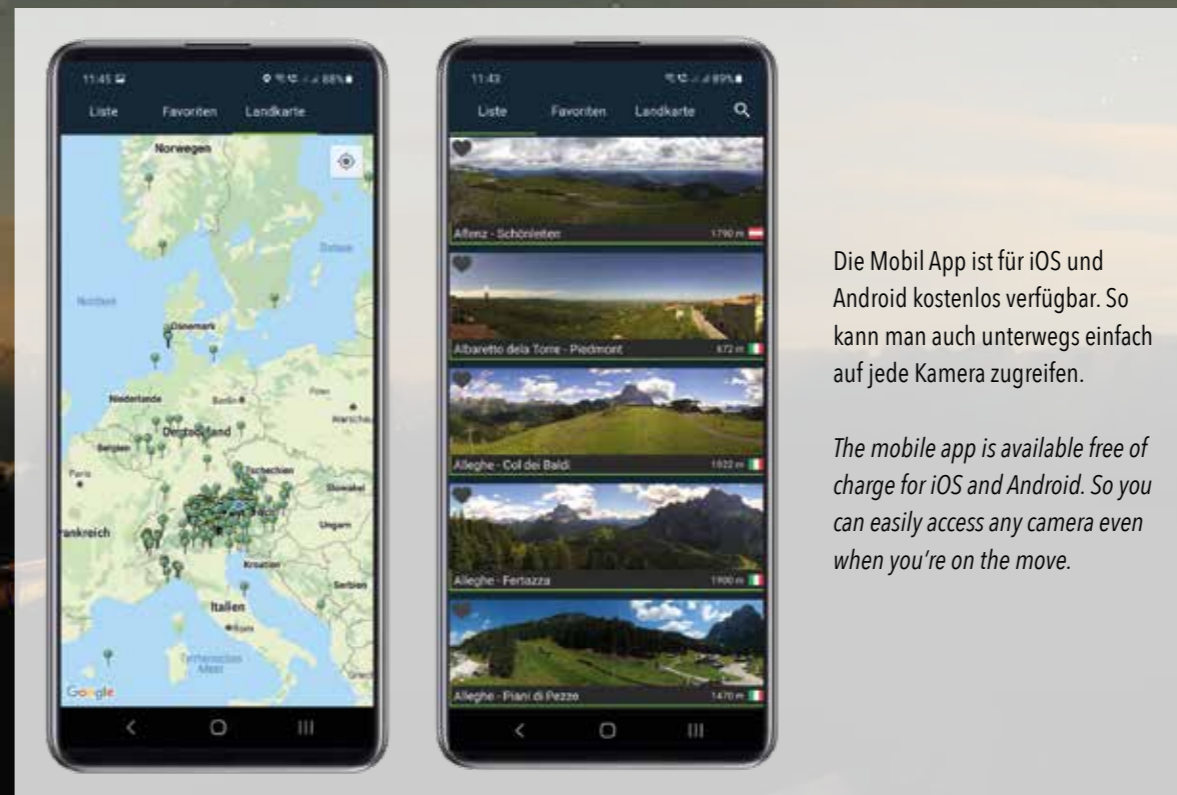 11:45
88%
Liste Favoriten Landkarte
Norwegen
Ostsee
Nordsee
Dänemark
Niederlande
Berlin
Polen
Warschau
Belgien
Deutschland
Paris
Tschechien
Slowakei
Frankreich
Ungarn
Kroatien
Serbien
Italien
Rom
Tyrrhenisches
Meer
Google
11:43
89%
Liste Favoriten Landkarte
Aflenz - Schönleiten 1790 m
Albaretto dela Torre - Piedmont 672 m
Alleghe - Col dei Baldi 1922 m
Alleghe - Fertazza 1900 m
Alleghe - Piani di Pezze 1470 m
Die Mobil App ist für iOS und
Android kostenlos verfügbar. So
kann man auch unterwegs einfach
auf jede Kamera zugreifen.
The mobile app is available free of
charge for iOS and Android. So you
can easily access any camera even
when you're on the move.